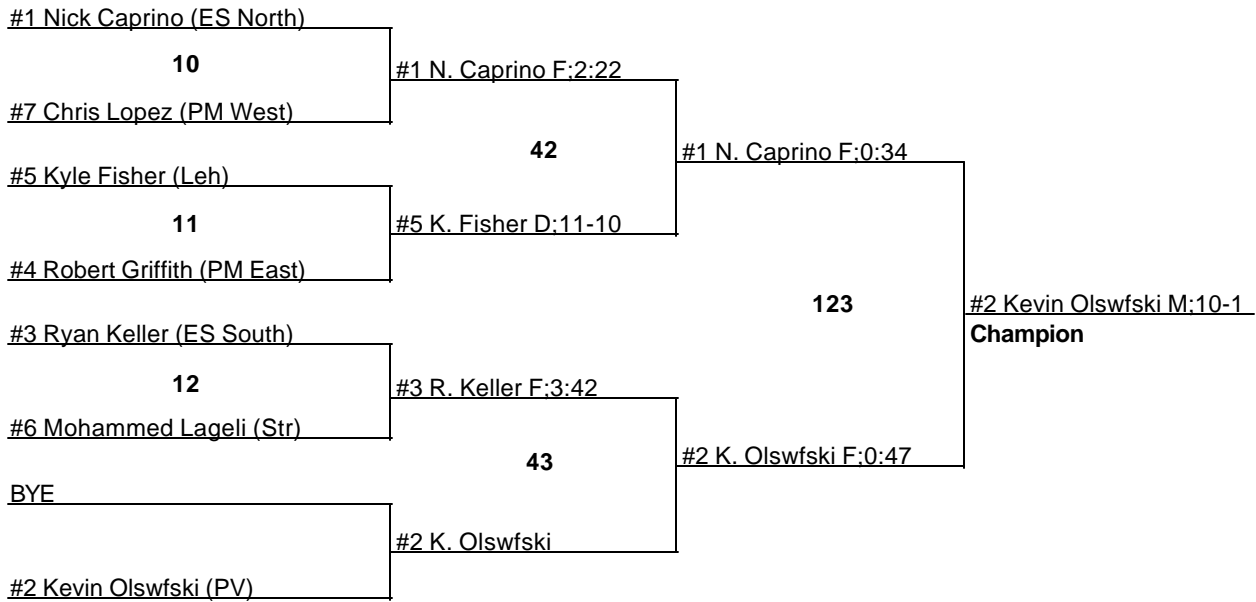 #1 Nick Caprino (ES North)
10
#1 N. Caprino F;2:22
#7 Chris Lopez (PM West)
42
#1 N. Caprino F;0:34
#5 Kyle Fisher (Leh)
11
#5 K. Fisher D;11-10
#4 Robert Griffith (PM East)
123
#2 Kevin Olswfski M;10-1
Champion
#3 Ryan Keller (ES South)
12
#3 R. Keller F;3:42
#6 Mohammed Lageli (Str)
43
#2 K. Olswfski F;0:47
BYE
#2 K. Olswfski
#2 Kevin Olswfski (PV)